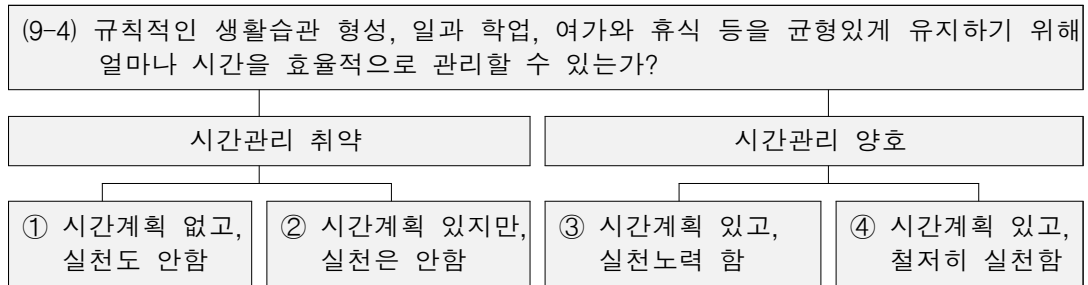 (9-4) 규칙적인 생활습관 형성, 일과 학업, 여가와 휴식 등을 균형있게 유지하기 위해
얼마나 시간을 효율적으로 관리할 수 있는가?
시간관리 취약
시간관리 양호
① 시간계획 없고,
실천도 안함
② 시간계획 있지만,
실천은 안함
③ 시간계획 있고,
실천노력 함
④ 시간계획 있고,
철저히 실천함